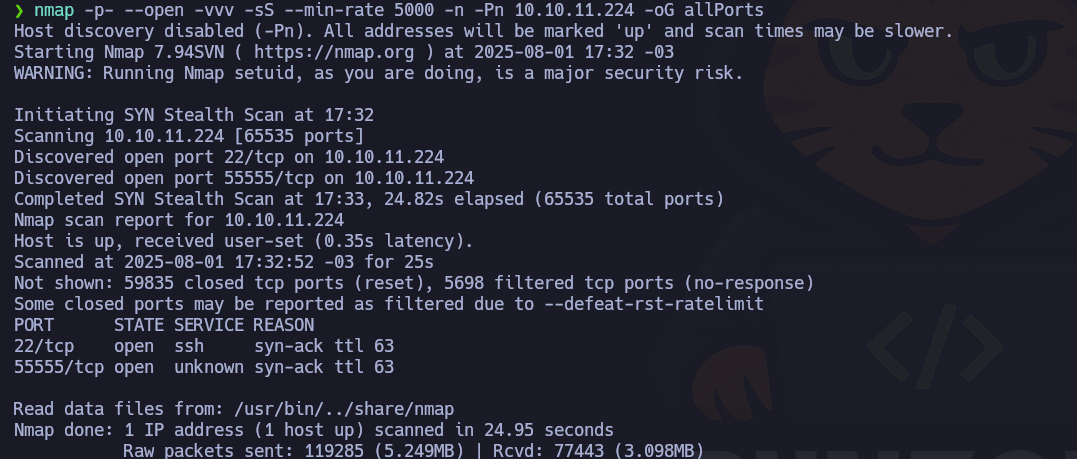 ❯ nmap -p- --open -vvv -sS --min-rate 5000 -n -Pn 10.10.11.224 -oG allPorts
Host discovery disabled (-Pn). All addresses will be marked 'up' and scan times may be slower.
Starting Nmap 7.94SVN ( https://nmap.org ) at 2025-08-01 17:32 -03
WARNING: Running Nmap setuid, as you are doing, is a major security risk.

Initiating SYN Stealth Scan at 17:32
Scanning 10.10.11.224 [65535 ports]
Discovered open port 22/tcp on 10.10.11.224
Discovered open port 55555/tcp on 10.10.11.224
Completed SYN Stealth Scan at 17:33, 24.82s elapsed (65535 total ports)
Nmap scan report for 10.10.11.224
Host is up, received user-set (0.35s latency).
Scanned at 2025-08-01 17:32:52 -03 for 25s
Not shown: 59835 closed tcp ports (reset), 5698 filtered tcp ports (no-response)
Some closed ports may be reported as filtered due to --defeat-rst-ratelimit
PORT      STATE SERVICE REASON
22/tcp    open  ssh     syn-ack ttl 63
55555/tcp open  unknown syn-ack ttl 63

Read data files from: /usr/bin/../share/nmap
Nmap done: 1 IP address (1 host up) scanned in 24.95 seconds
           Raw packets sent: 119285 (5.249MB) | Rcvd: 77443 (3.098MB)